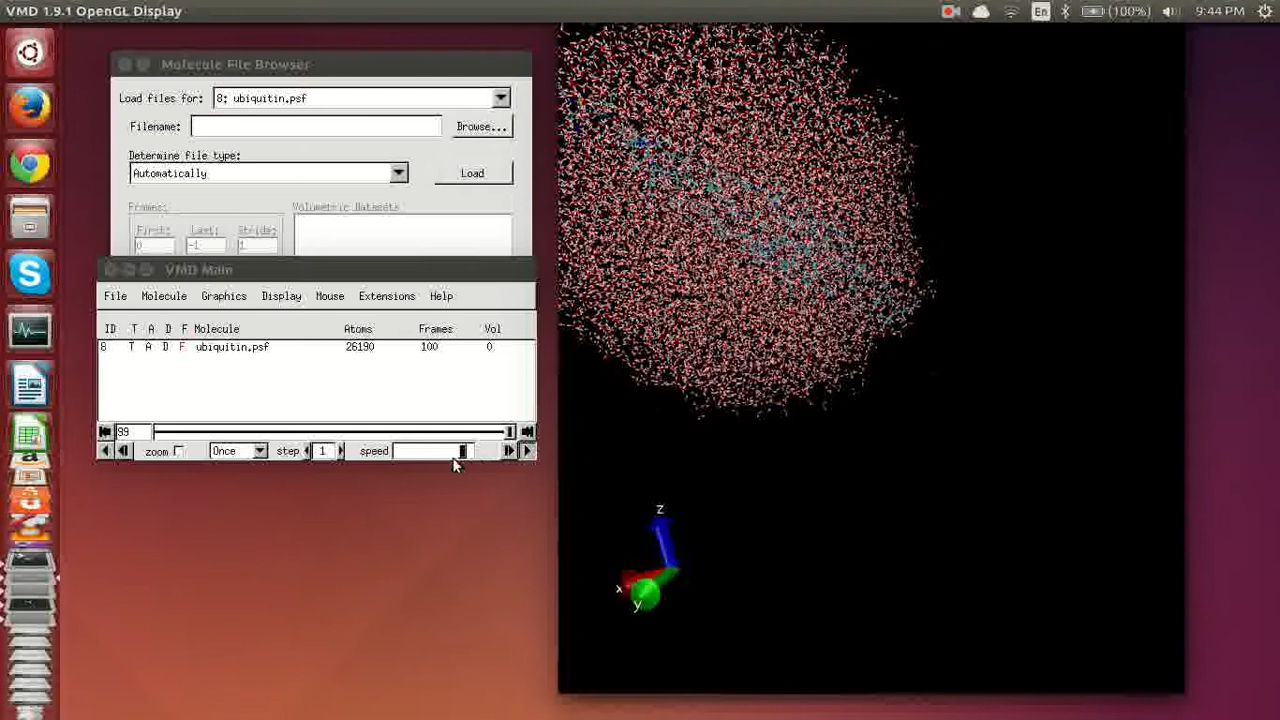 VMD 1.9.1 OpenGL Display
En
(100%)
9:44 PM
Molecule File Browser
Load files for: 8: ubiquitin.psf
Filename:
Browse...
Determine file type:
Automatically
Load
Frames:
Volumetric Datasets
First: Last: Stride:
0 -1 1
VMD Main
File Molecule Graphics Display Mouse Extensions Help
ID T A D F Molecule Atoms Frames Vol
8 T A D F ubiquitin.psf 26190 100 0
99
zoom Once step 1 speed
z
x
y